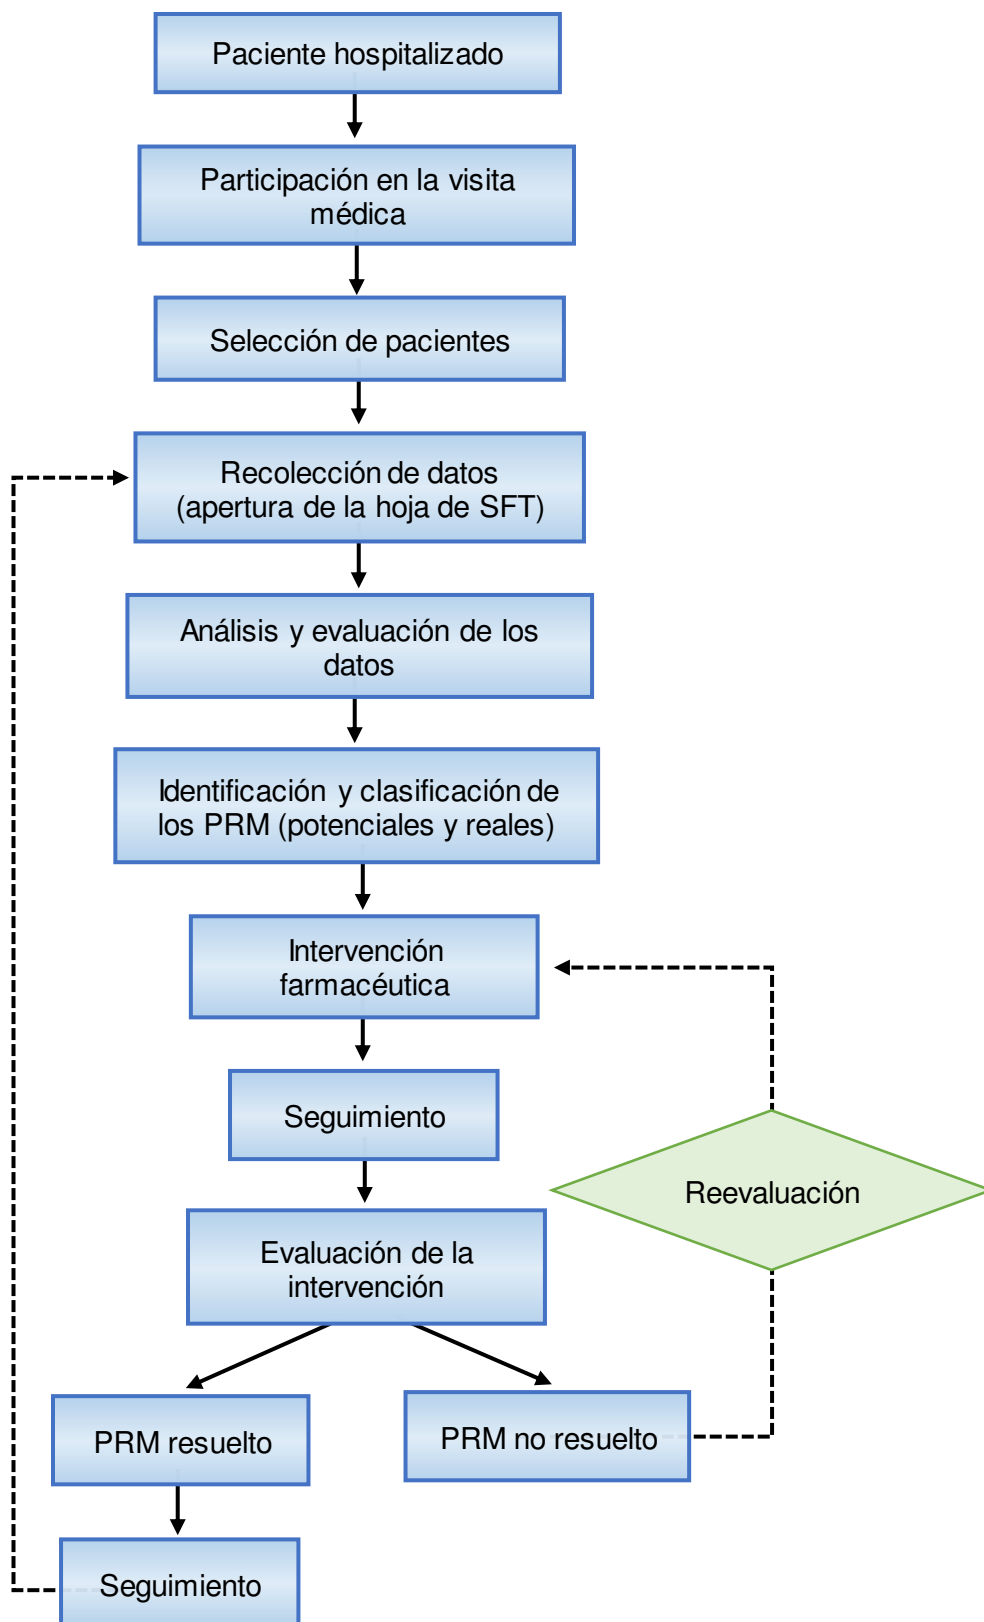 Paciente hospitalizado
Participación en la visita
médica
Selección de pacientes
Recolección de datos
(apertura de la hoja de SFT)
Análisis y evaluación de los
datos
Identificación y clasificación de
los PRM (potenciales y reales)
Intervención
farmacéutica
Seguimiento
Reevaluación
Evaluación de la
intervención
PRM resuelto
PRM no resuelto
Seguimiento